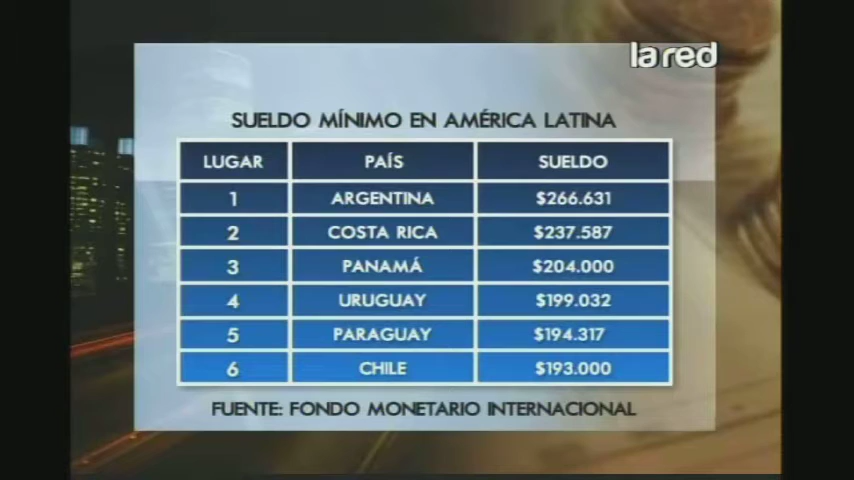 la red
SUELDO MÍNIMO EN AMÉRICA LATINA
LUGAR PAÍS SUELDO
1 ARGENTINA $266.631
2 COSTA RICA $237.587
3 PANAMÁ $204.000
4 URUGUAY $199.032
5 PARAGUAY $194.317
6 CHILE $193.000
FUENTE: FONDO MONETARIO INTERNACIONAL